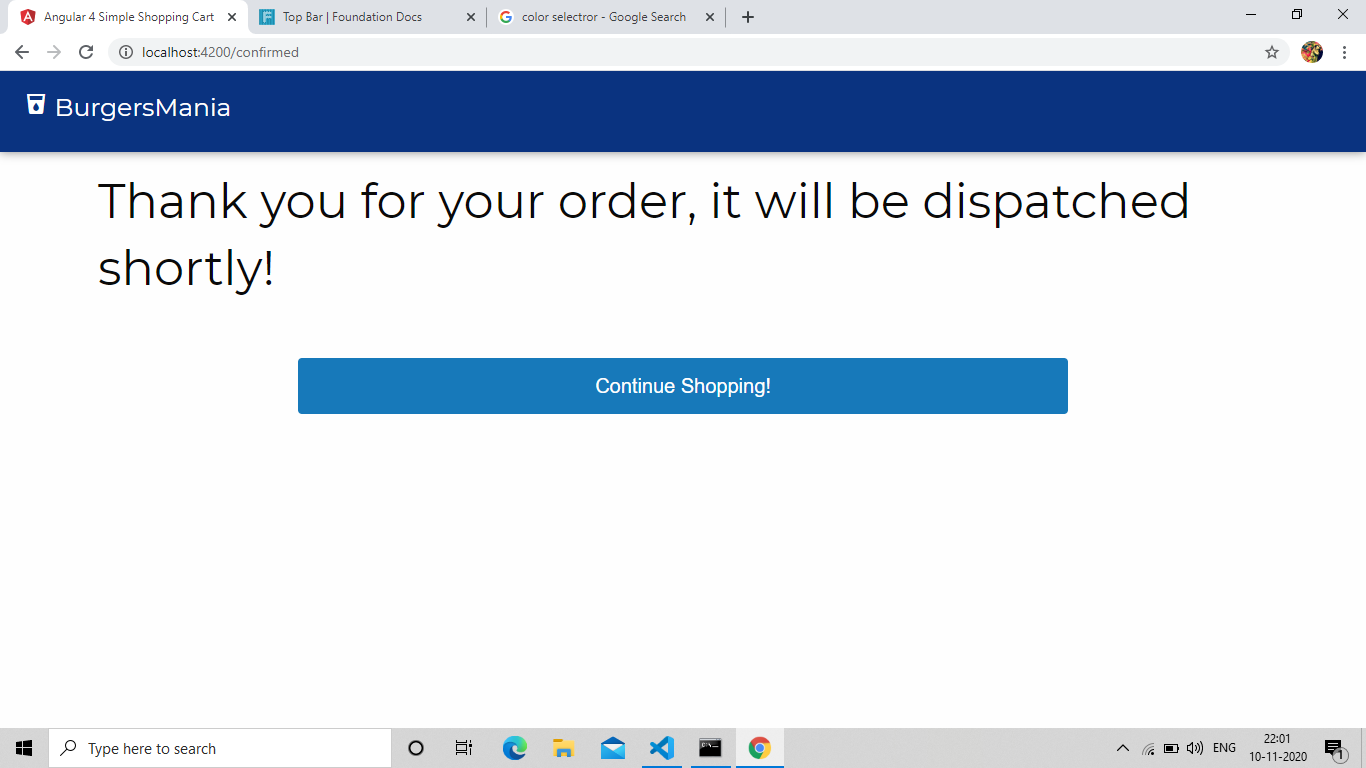 Angular 4 Simple Shopping Cart
Top Bar | Foundation Docs
color selectror - Google Search
localhost:4200/confirmed
BurgersMania
Thank you for your order, it will be dispatched
shortly!
Continue Shopping!
Type here to search
ENG
22:01
10-11-2020
1